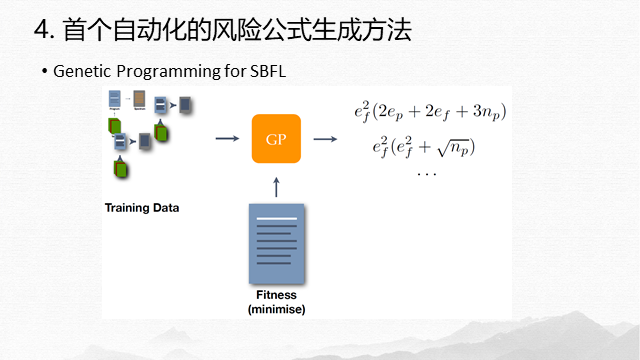 4. 首个自动化的风险公式生成方法
• Genetic Programming for SBFL
e_f^2(2e_p + 2e_f + 3n_p)
GP
e_f^2(e_f^2 + √n_p)
...
Training Data
Fitness
(minimise)